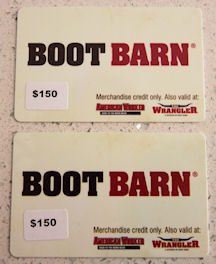 BOOT BARN®
$150
Merchandise credit only. Also valid at:
AMERICAN WORKER
WRANGLER
BOOT BARN®
$150
Merchandise credit only. Also valid at:
AMERICAN WORKER
WRANGLER